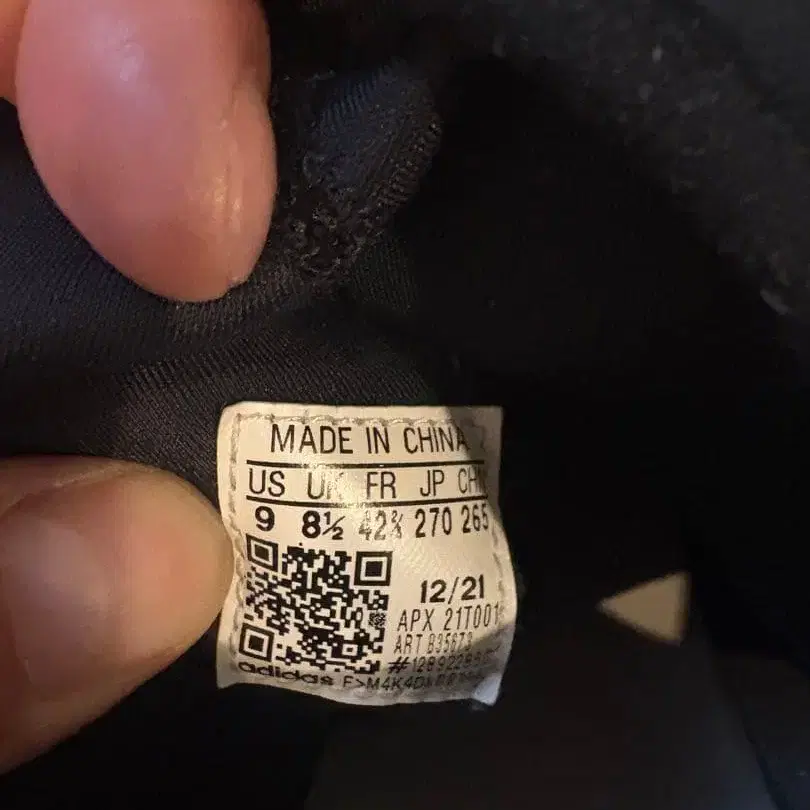 MADE IN CHINA
US UK FR JP CHN
9 8½ 42⅔ 270 265
12/21
APX 21T001
ART B35673
adidas